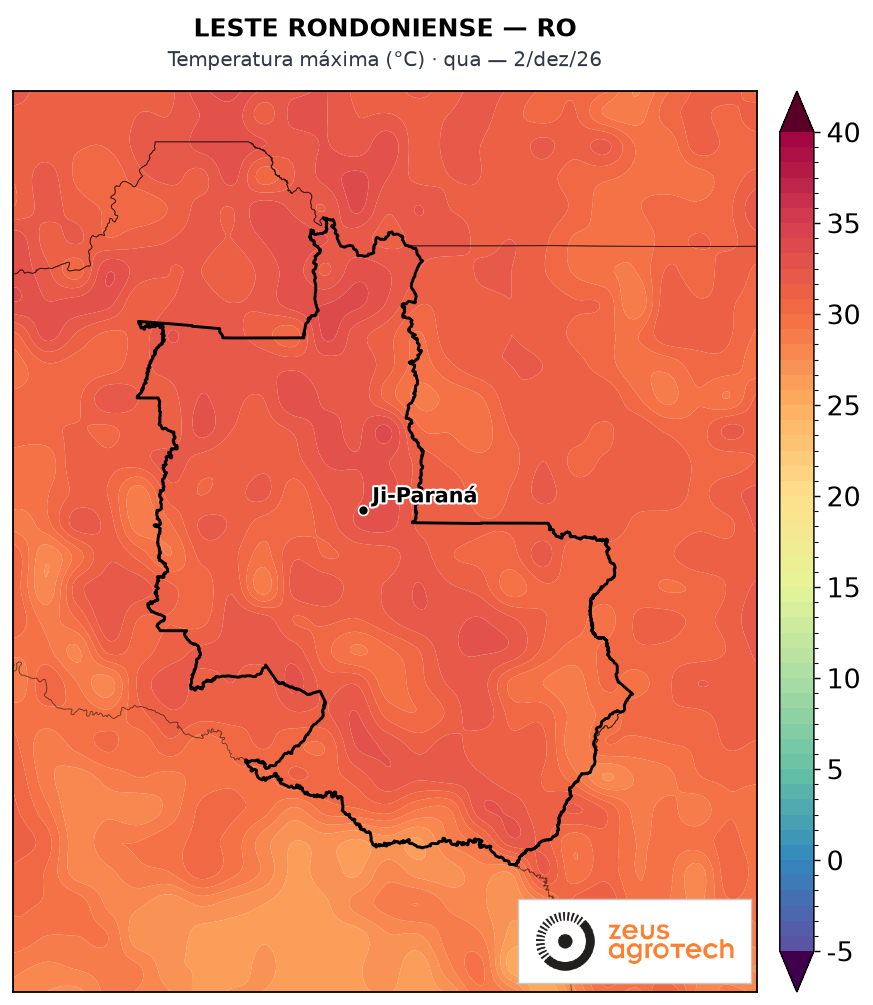 LESTE RONDONIENSE — RO
Temperatura máxima (°C) · qua — 2/dez/26
40
35
30
25
20
15
10
5
0
-5
Ji-Paraná
zeus
agrotech